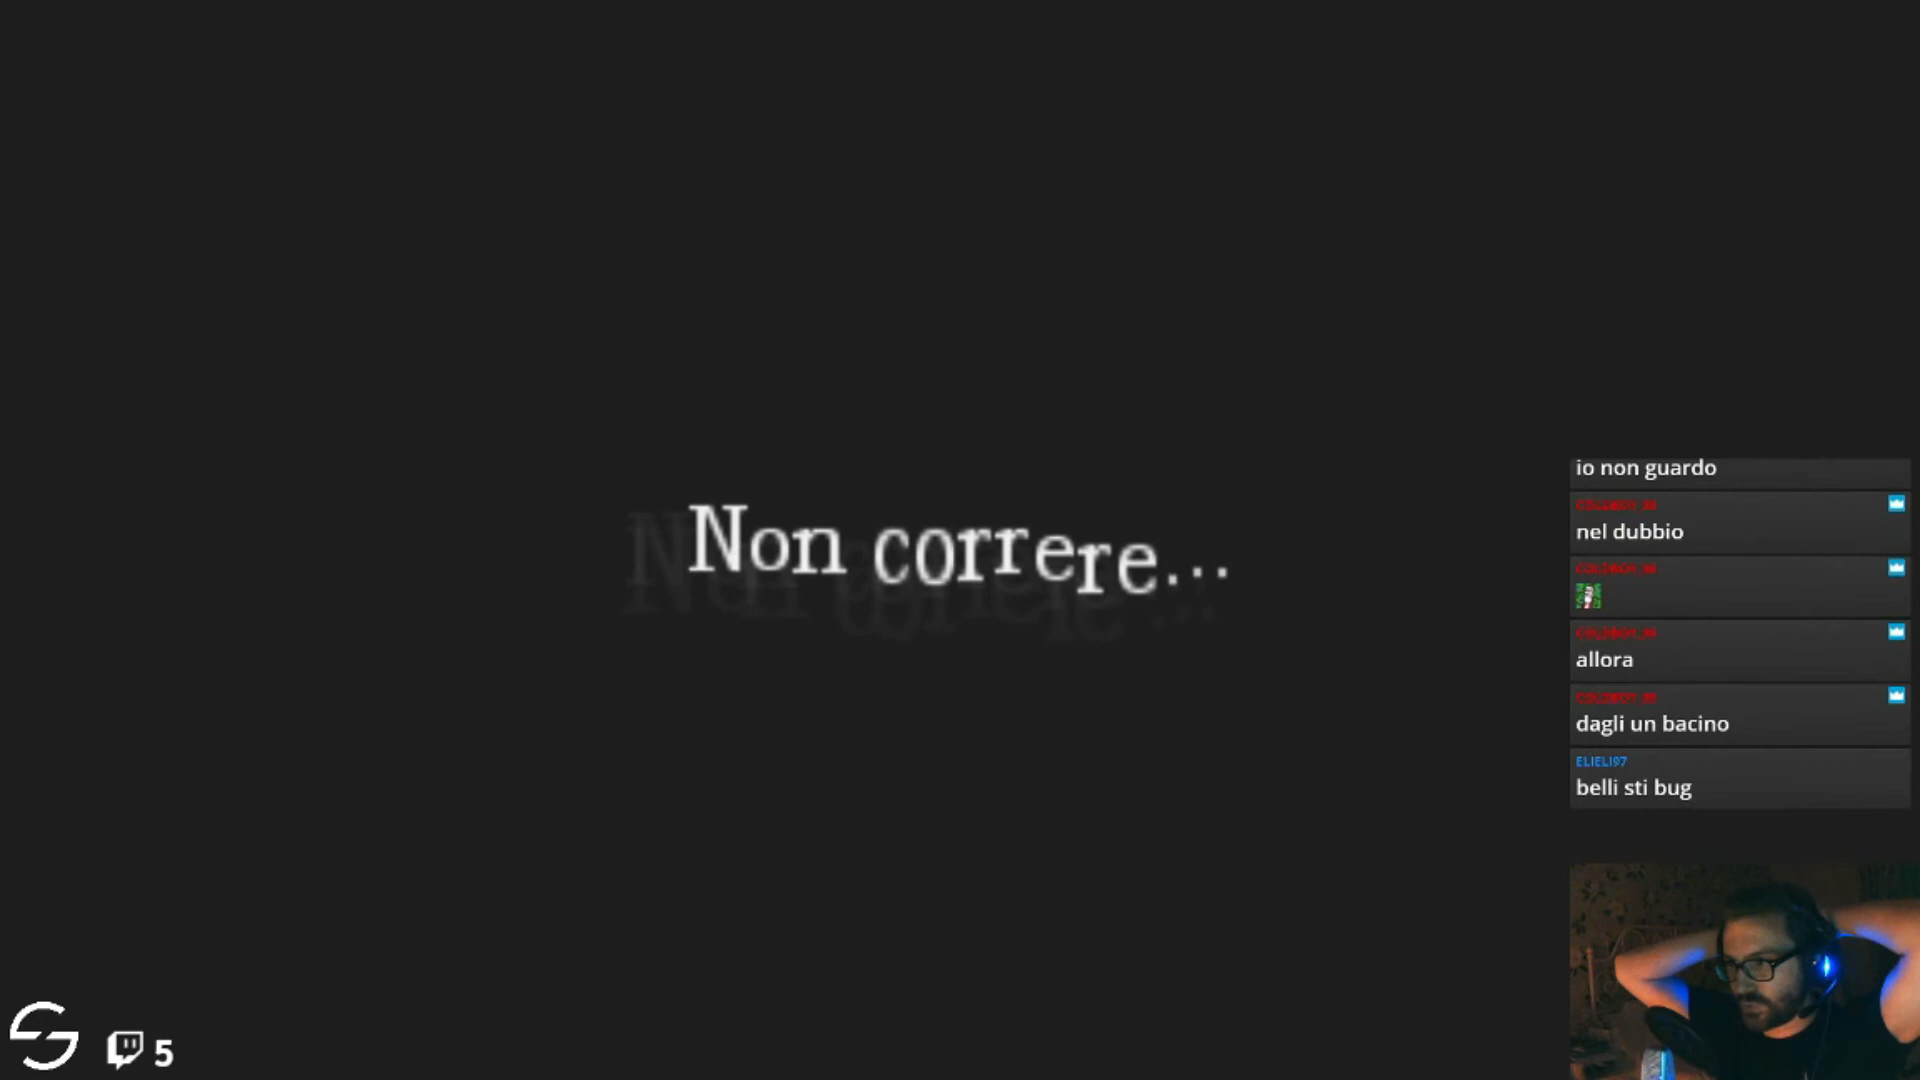 Non correre...
io non guardo
nel dubbio
allora
dagli un bacino
ELIELI97
belli sti bug
5